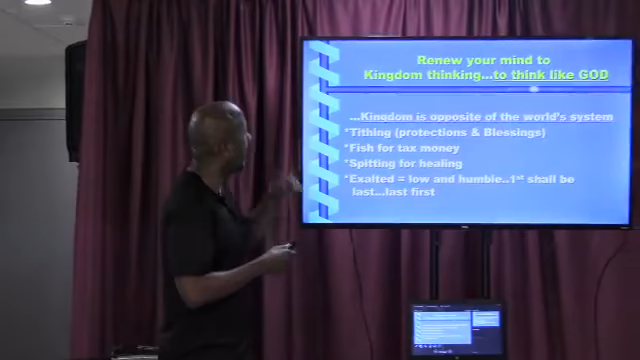 Renew your mind to
Kingdom thinking...to think like GOD
...Kingdom is opposite of the world's system
*Tithing (protections & Blessings)
*Fish for tax money
*Spitting for healing
*Exalted = low and humble..1st shall be
last...last first